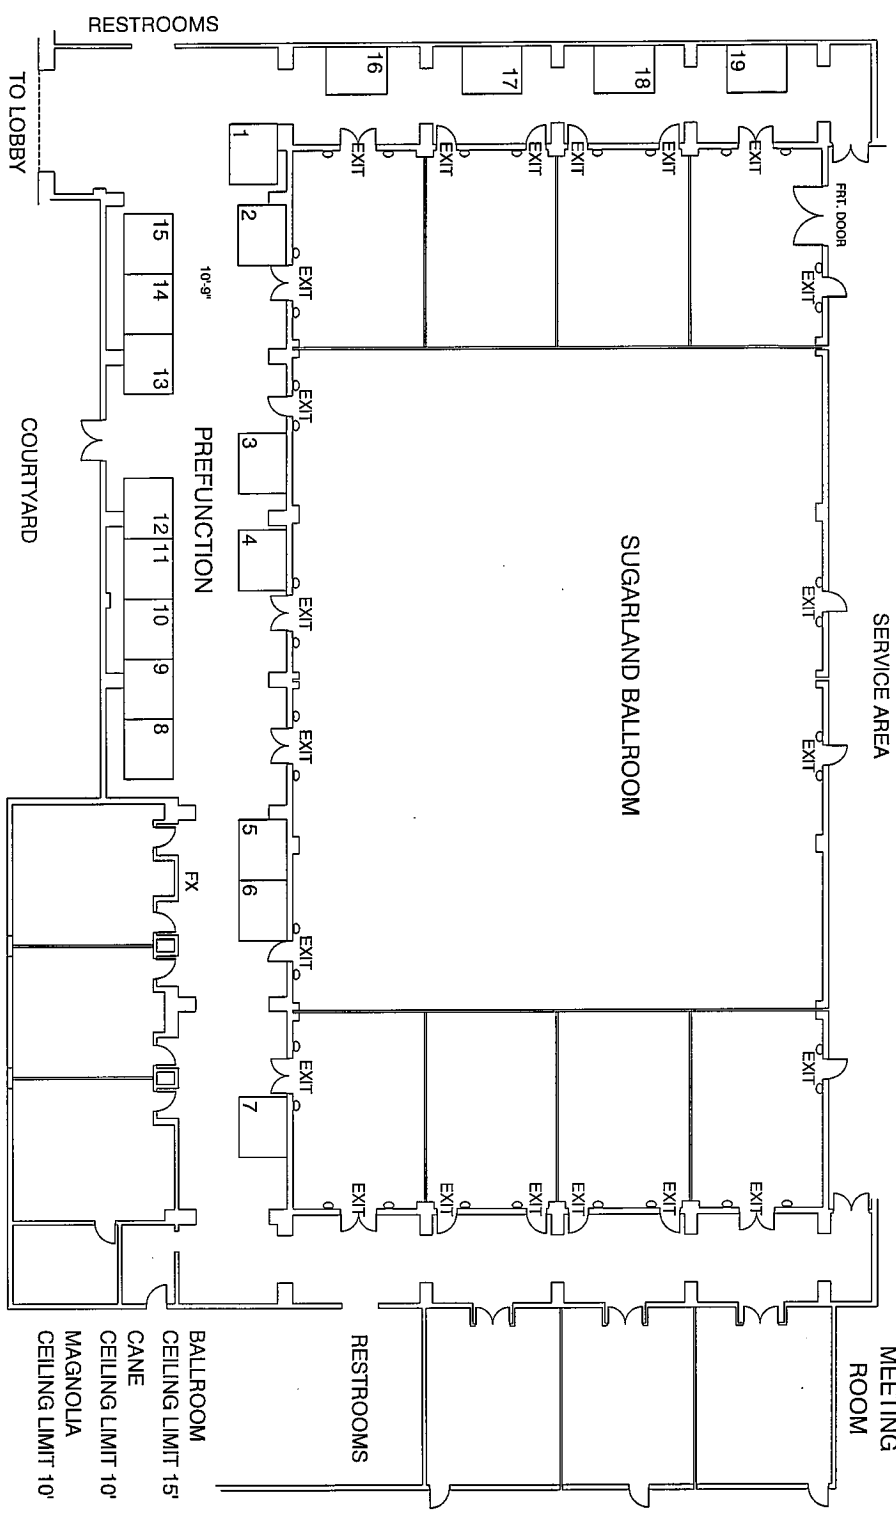 RESTROOMS
TO LOBBY
16
17
18
19
1
2
15
14
13
10'-9"
EXIT
EXIT
EXIT
EXIT
EXIT
EXIT
FRT. DOOR
EXIT
EXIT
EXIT
3
4
PREFUNCTION
COURTYARD
12
11
10
9
8
SUGARLAND BALLROOM
SERVICE AREA
EXIT
EXIT
EXIT
EXIT
5
6
FX
EXIT
EXIT
EXIT
7
EXIT
EXIT
EXIT
EXIT
EXIT
EXIT
RESTROOMS
MEETING
ROOM
BALLROOM
CEILING LIMIT 15'
CANE
CEILING LIMIT 10'
MAGNOLIA
CEILING LIMIT 10'